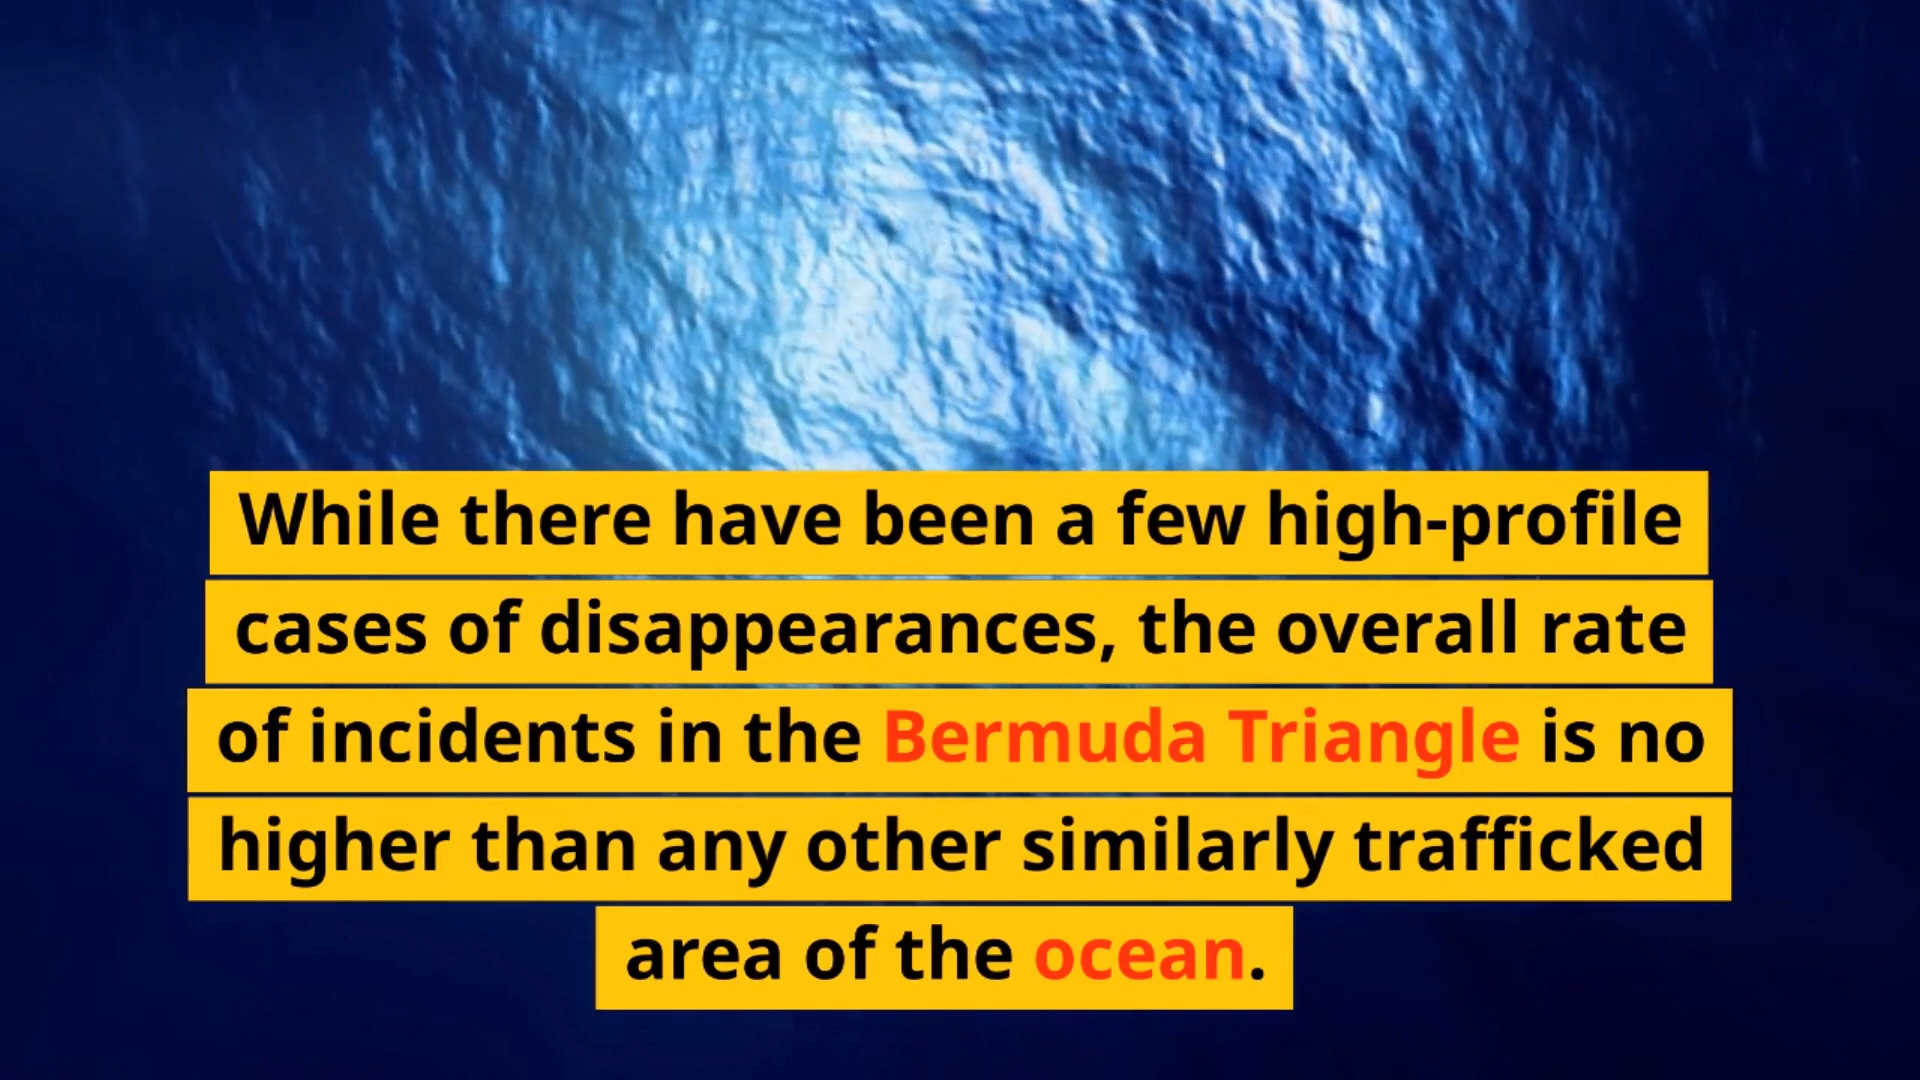 While there have been a few high-profile
cases of disappearances, the overall rate
of incidents in the Bermuda Triangle is no
higher than any other similarly trafficked
area of the ocean.